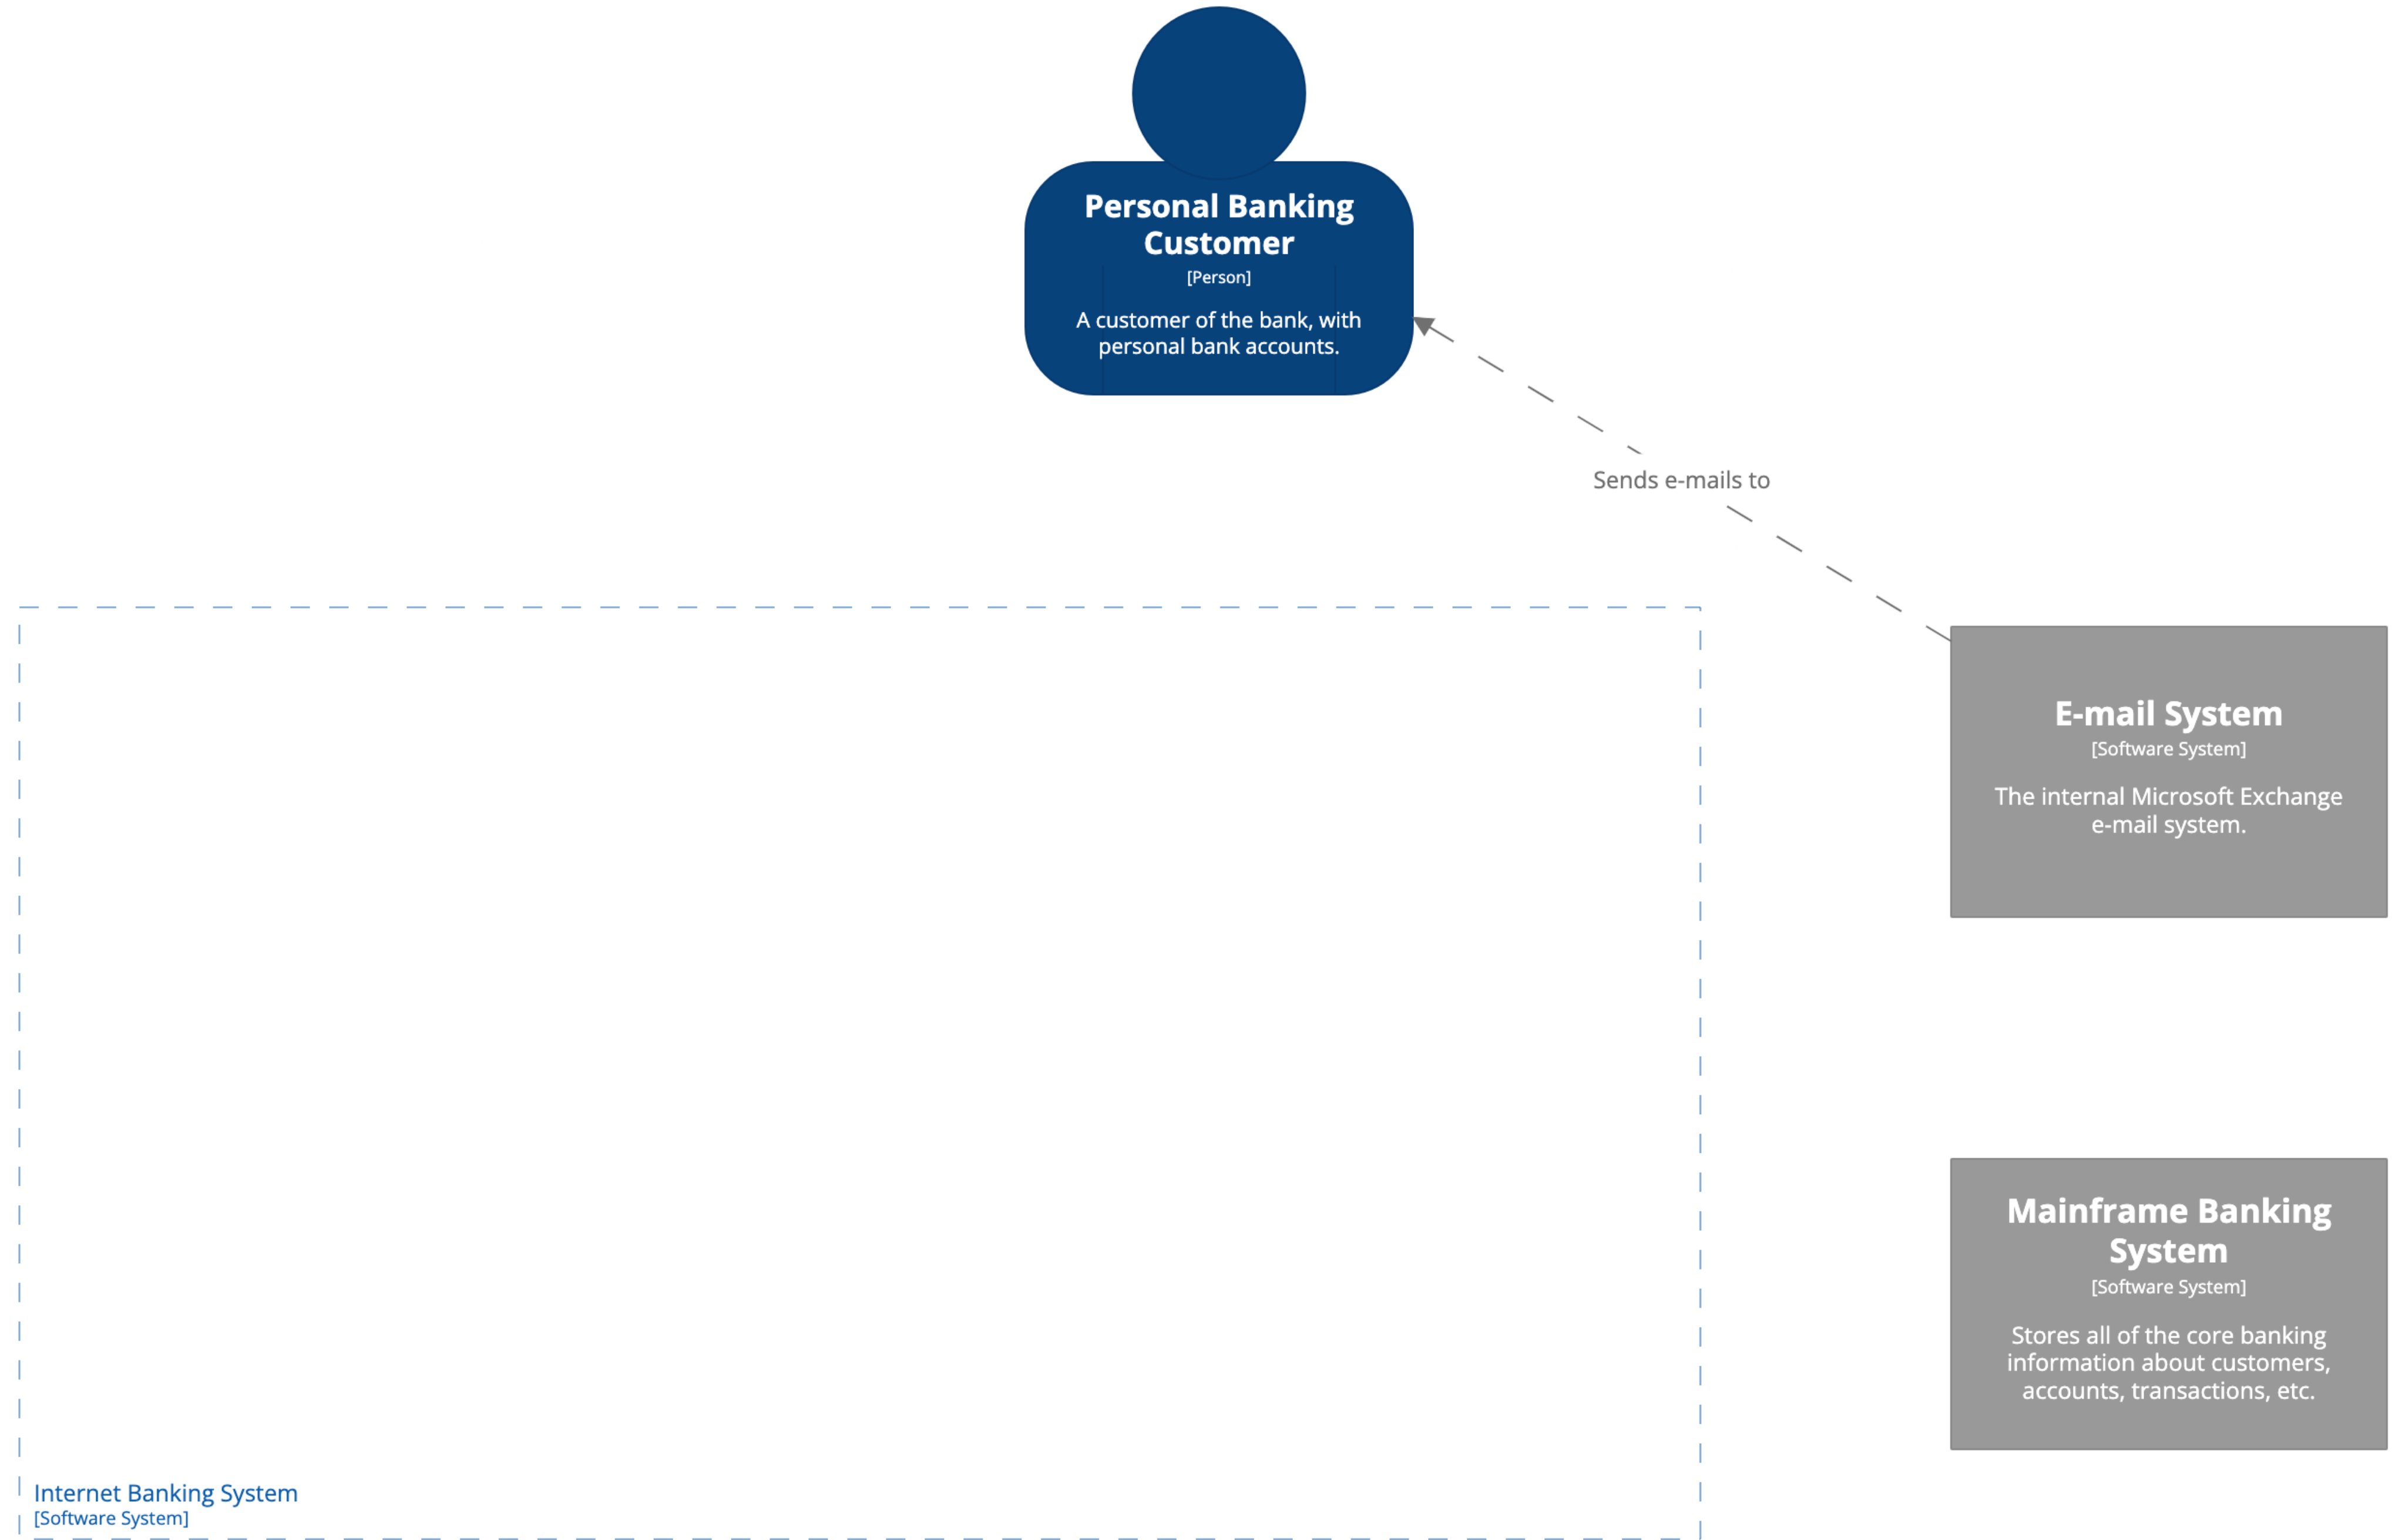 Personal Banking
Customer
[Person]
A customer of the bank, with
personal bank accounts.
Sends e-mails to
E-mail System
[Software System]
The internal Microsoft Exchange
e-mail system.
Mainframe Banking
System
[Software System]
Stores all of the core banking
information about customers,
accounts, transactions, etc.
Internet Banking System
[Software System]